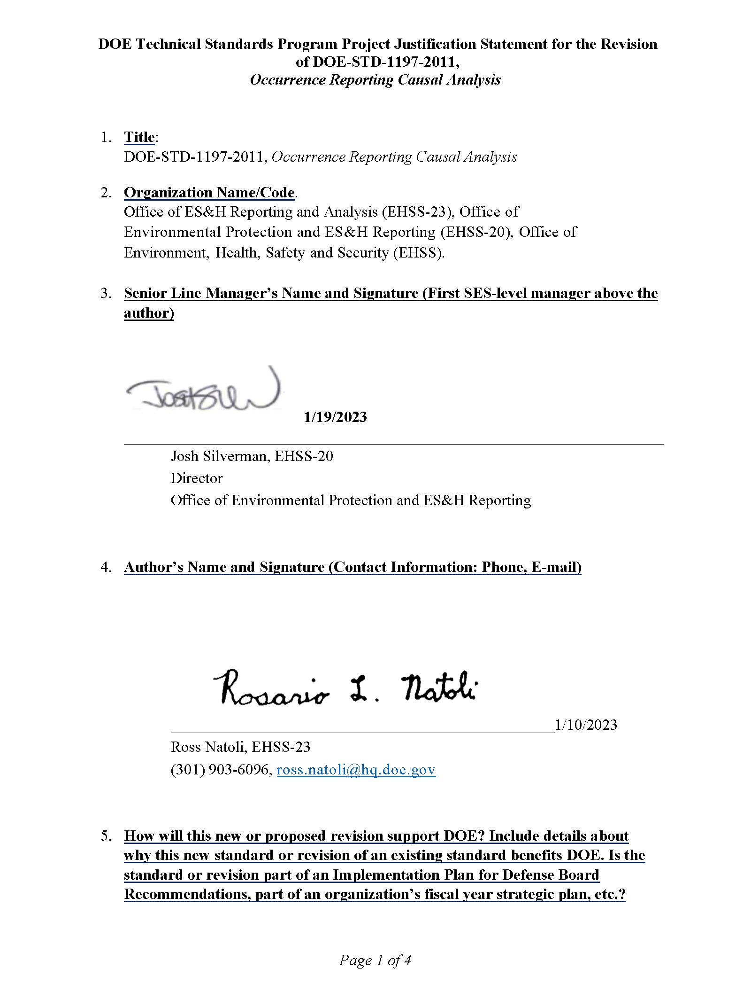 DOE Technical Standards Program Project Justification Statement for the Revision
of DOE-STD-1197-2011,
Occurrence Reporting Causal Analysis
1. Title:
DOE-STD-1197-2011, Occurrence Reporting Causal Analysis
2. Organization Name/Code.
Office of ES&H Reporting and Analysis (EHSS-23), Office of
Environmental Protection and ES&H Reporting (EHSS-20), Office of
Environment, Health, Safety and Security (EHSS).
3. Senior Line Manager’s Name and Signature (First SES-level manager above the
author)
1/19/2023
Josh Silverman, EHSS-20
Director
Office of Environmental Protection and ES&H Reporting
4. Author’s Name and Signature (Contact Information: Phone, E-mail)
Rosario L. Natoli
1/10/2023
Ross Natoli, EHSS-23
(301) 903-6096, ross.natoli@hq.doe.gov
5. How will this new or proposed revision support DOE? Include details about
why this new standard or revision of an existing standard benefits DOE. Is the
standard or revision part of an Implementation Plan for Defense Board
Recommendations, part of an organization’s fiscal year strategic plan, etc.?
Page 1 of 4